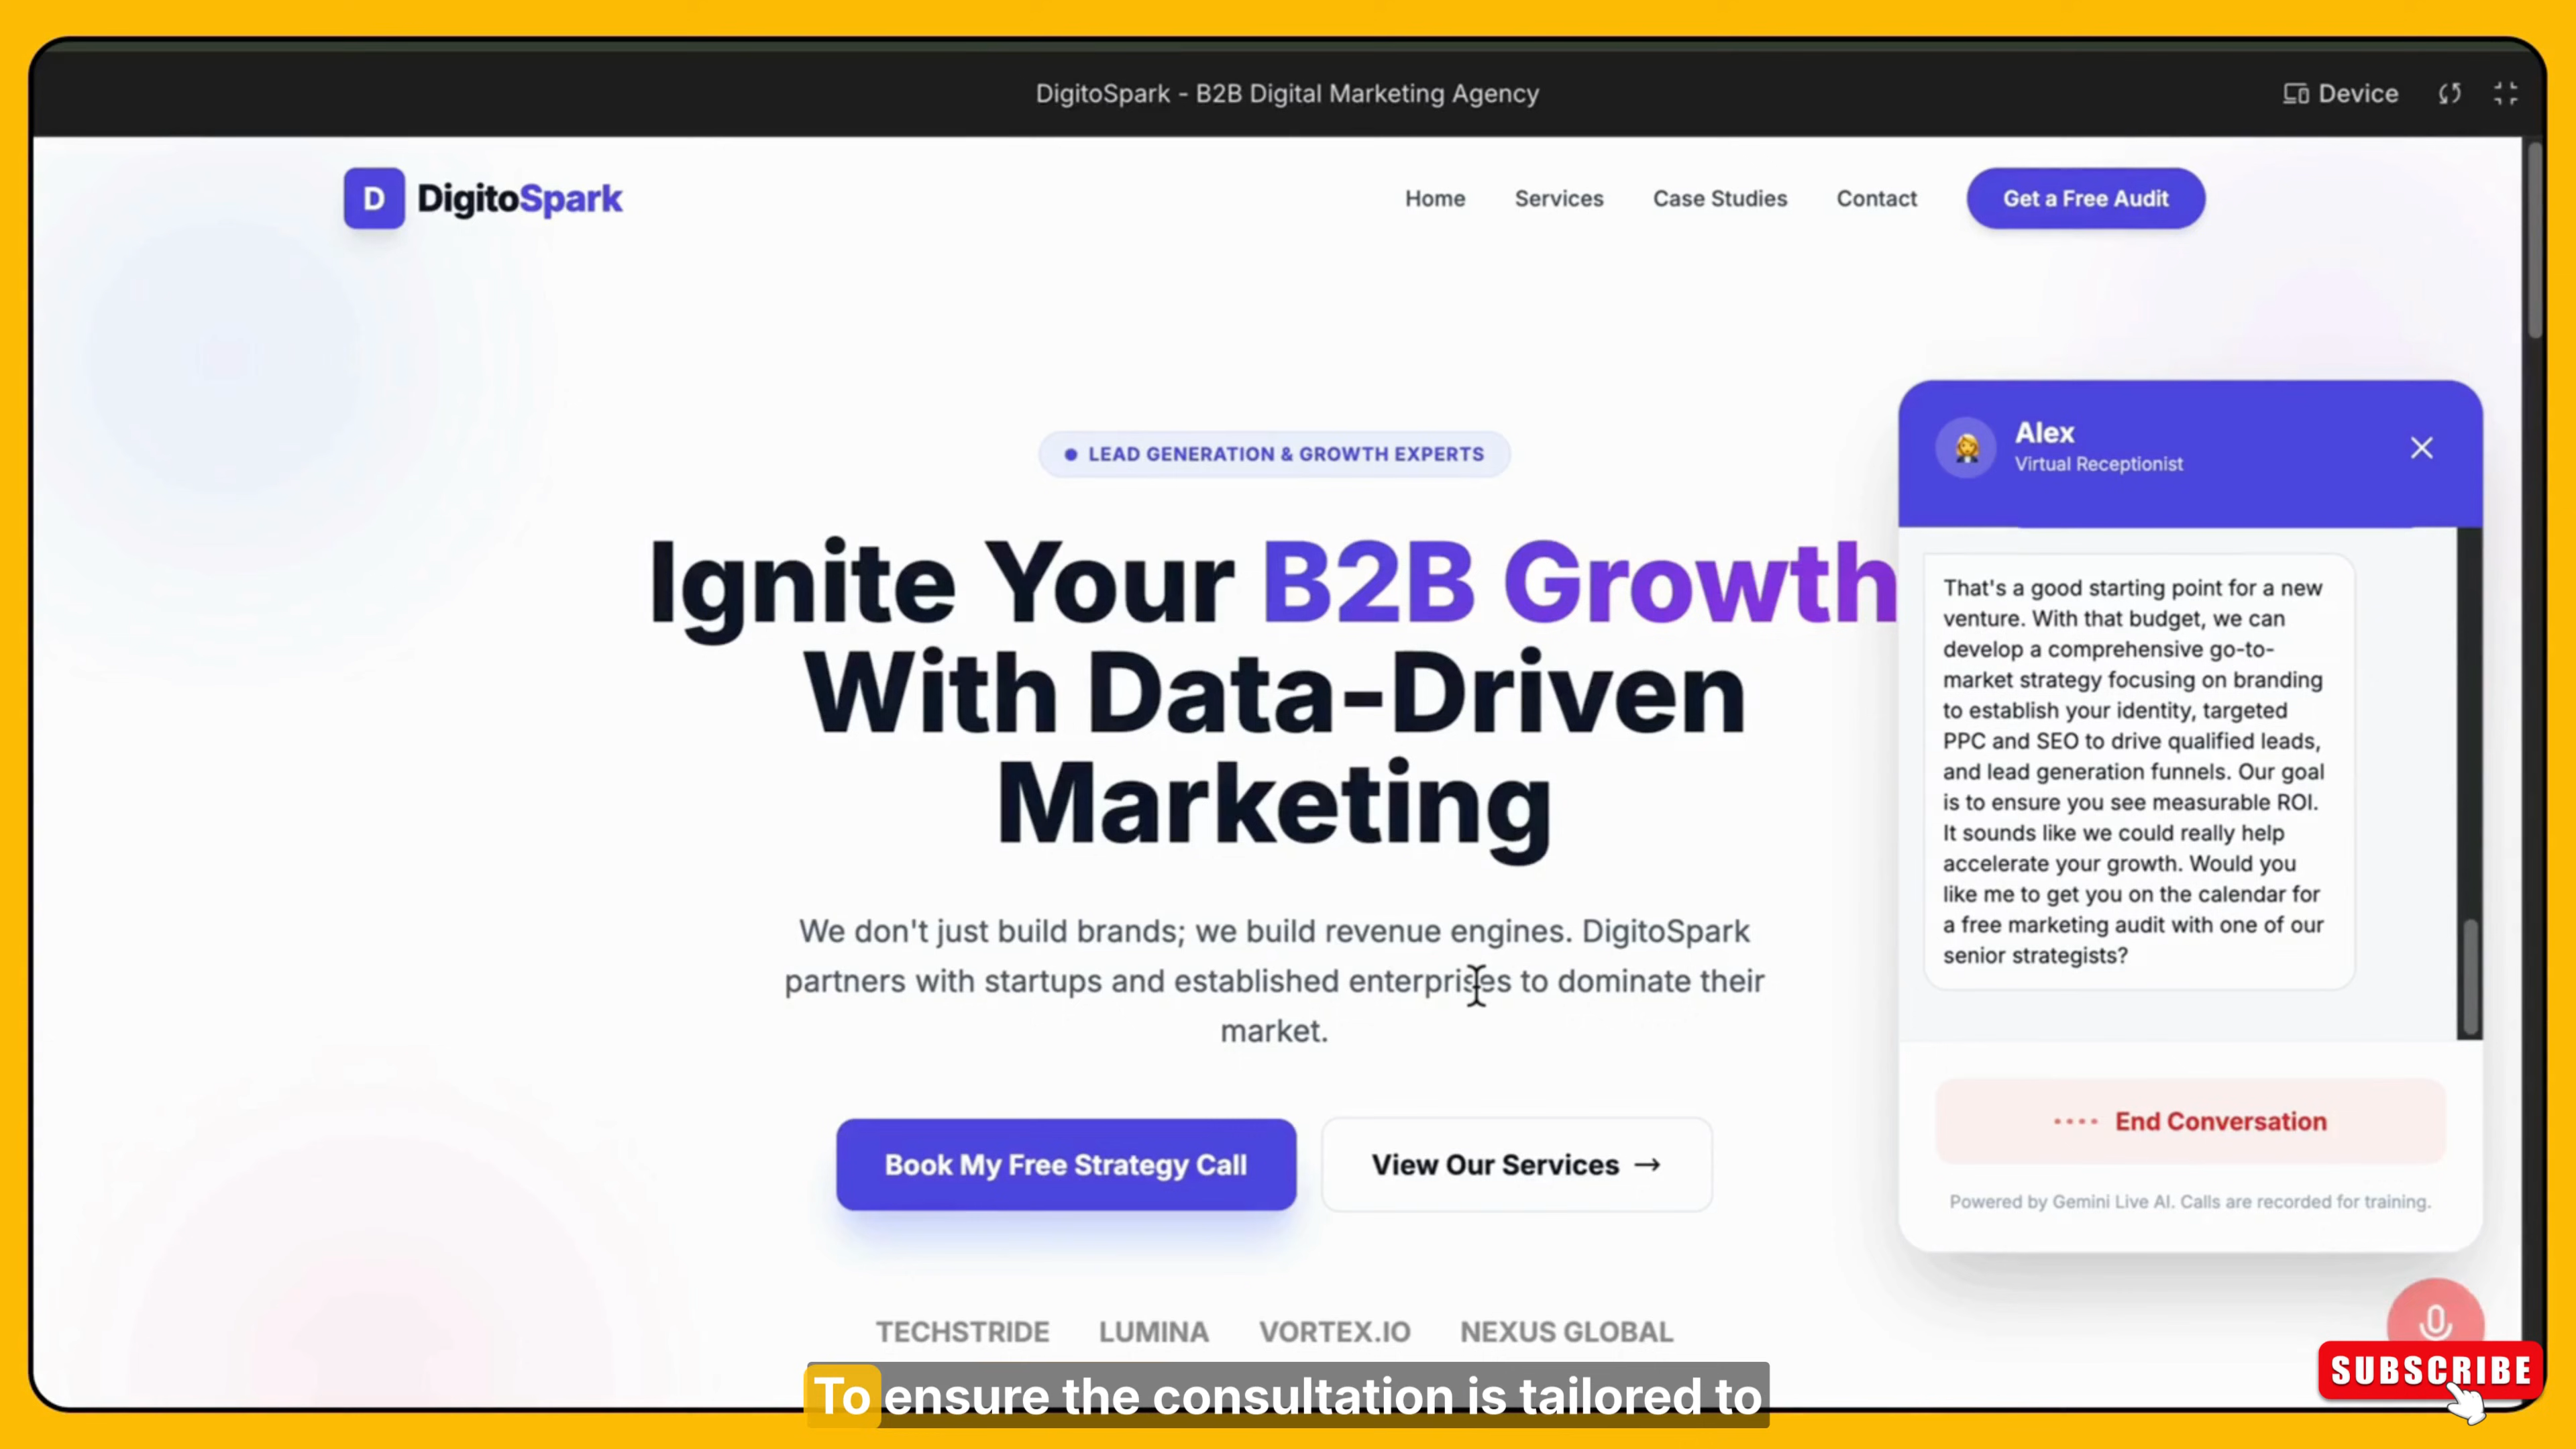 DigitoSpark - B2B Digital Marketing Agency
Device
D
DigitoSpark
Home
Services
Case Studies
Contact
Get a Free Audit
LEAD GENERATION & GROWTH EXPERTS
Ignite Your B2B Growth
With Data-Driven
Marketing
We don't just build brands; we build revenue engines. DigitoSpark
partners with startups and established enterprises to dominate their
market.
Book My Free Strategy Call
View Our Services →
TECHSTRIDE
LUMINA
VORTEX.IO
NEXUS GLOBAL
Alex
Virtual Receptionist
That's a good starting point for a new
venture. With that budget, we can
develop a comprehensive go-to-
market strategy focusing on branding
to establish your identity, targeted
PPC and SEO to drive qualified leads,
and lead generation funnels. Our goal
is to ensure you see measurable ROI.
It sounds like we could really help
accelerate your growth. Would you
like me to get you on the calendar for
a free marketing audit with one of our
senior strategists?
End Conversation
Powered by Gemini Live AI. Calls are recorded for training.
To ensure the consultation is tailored to
SUBSCRIBE